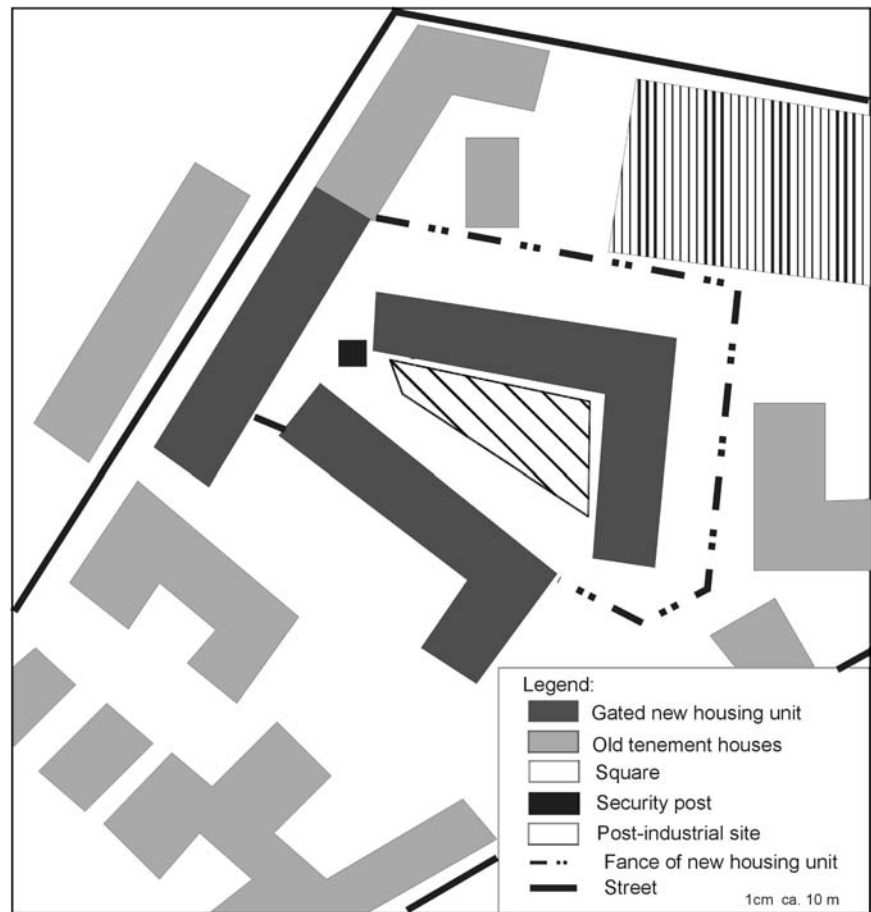 Legend:
Gated new housing unit
Old tenement houses
Square
Security post
Post-industrial site
Fance of new housing unit
Street
1cm ca. 10 m